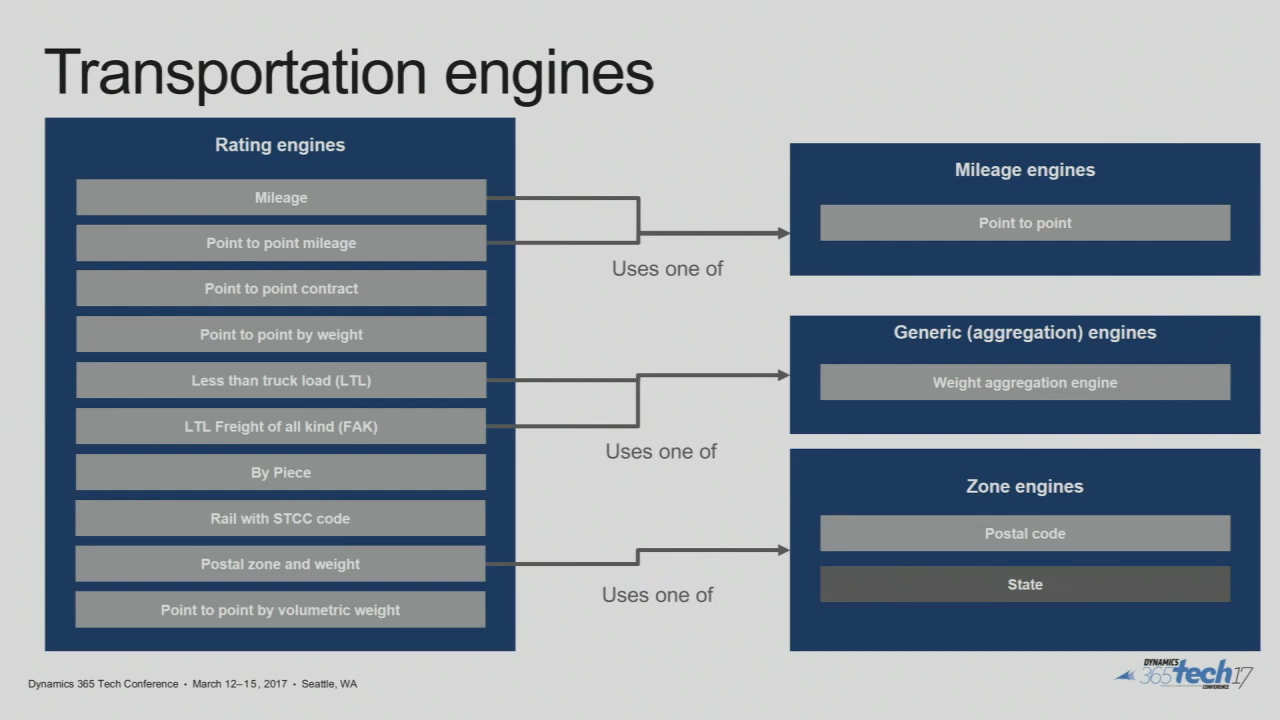 Transportation engines
Rating engines
Mileage
Point to point mileage
Point to point contract
Point to point by weight
Less than truck load (LTL)
LTL Freight of all kind (FAK)
By Piece
Rail with STCC code
Postal zone and weight
Point to point by volumetric weight
Uses one of
Uses one of
Uses one of
Mileage engines
Point to point
Generic (aggregation) engines
Weight aggregation engine
Zone engines
Postal code
State
Dynamics 365 Tech Conference • March 12–15, 2017 • Seattle, WA
DYNAMICS
365tech17
CONFERENCE